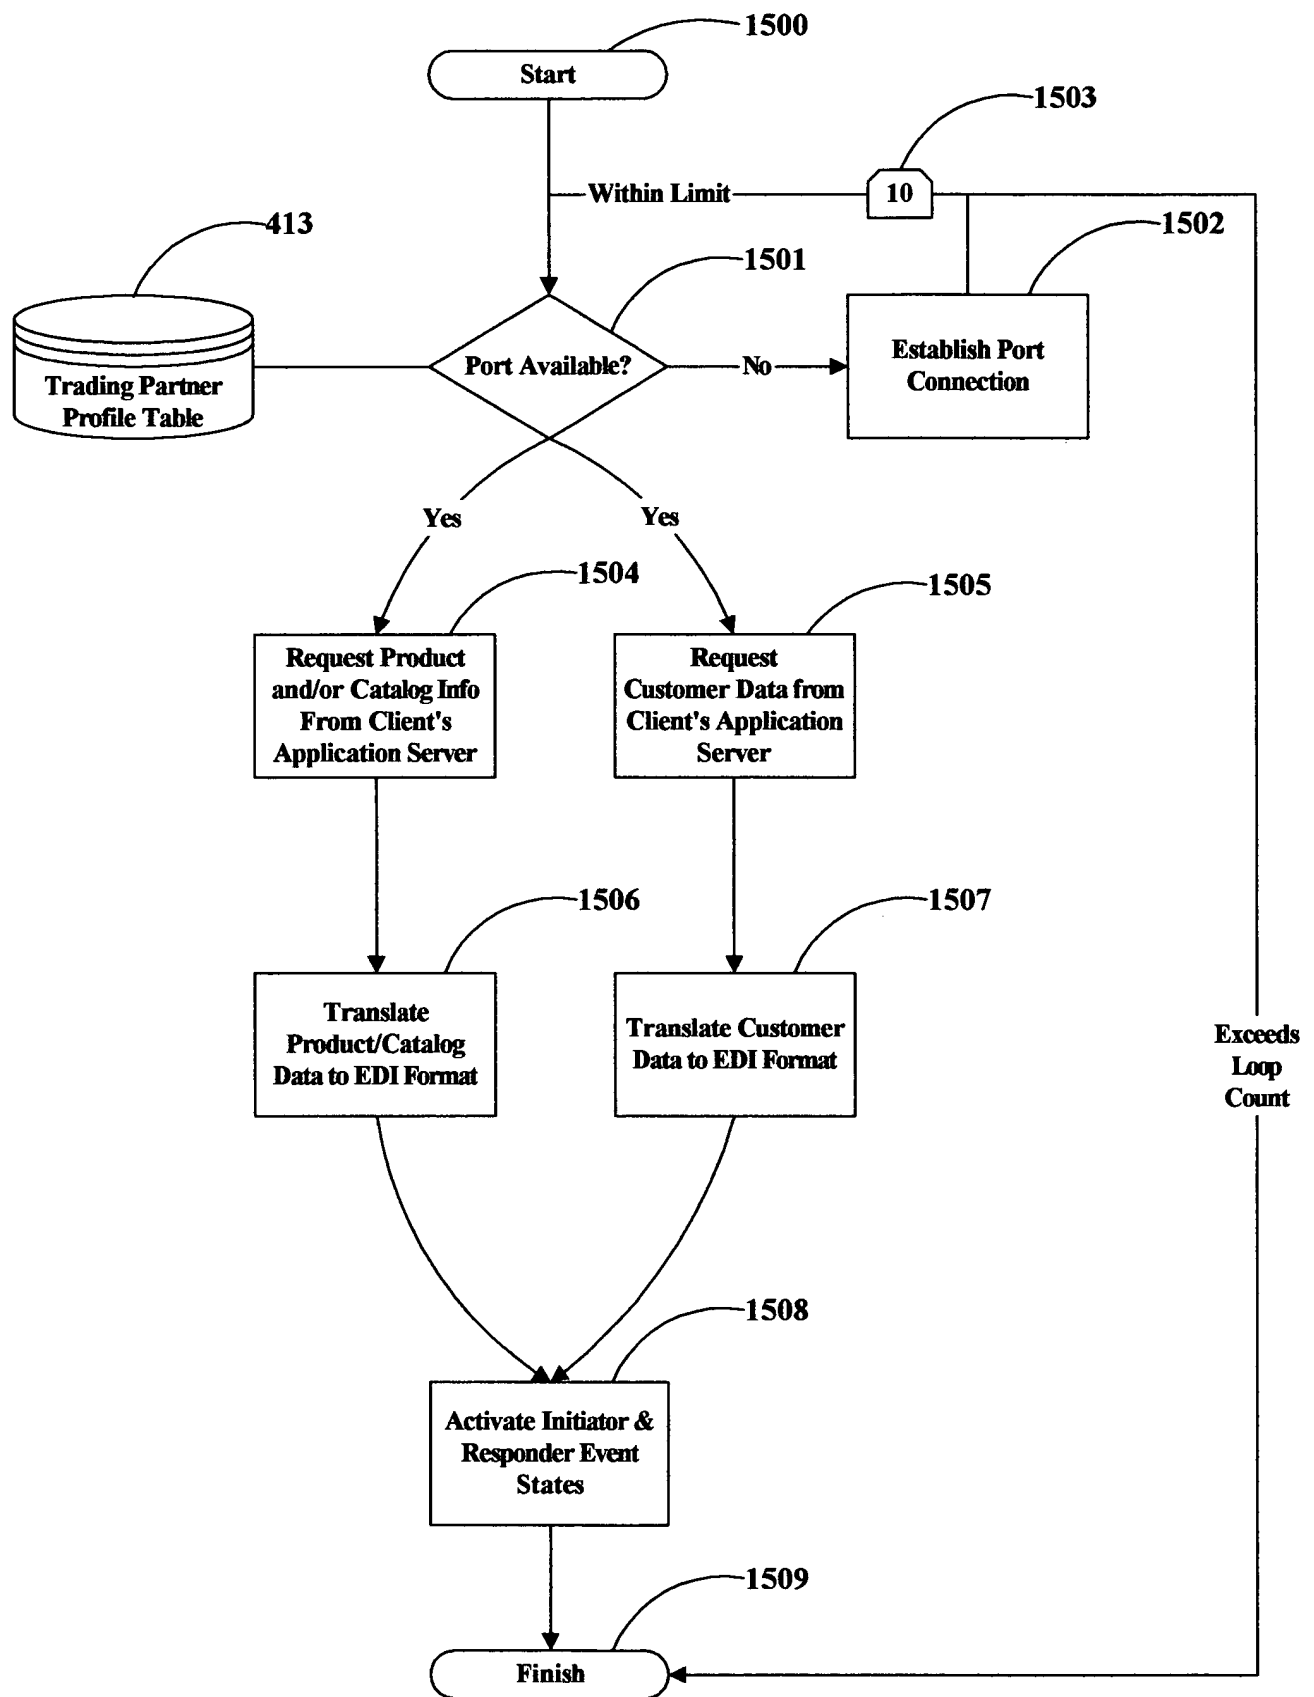 1500
Start
1503
Within Limit
10
413
1502
1501
Trading Partner
Profile Table
Port Available?
No
Establish Port
Connection
Yes
Yes
1504
1505
Request Product
and/or Catalog Info
From Client's
Application Server
Request
Customer Data from
Client's Application
Server
1506
1507
Translate
Product/Catalog
Data to EDI Format
Translate Customer
Data to EDI Format
Exceeds
Loop
Count
1508
Activate Initiator &
Responder Event
States
1509
Finish